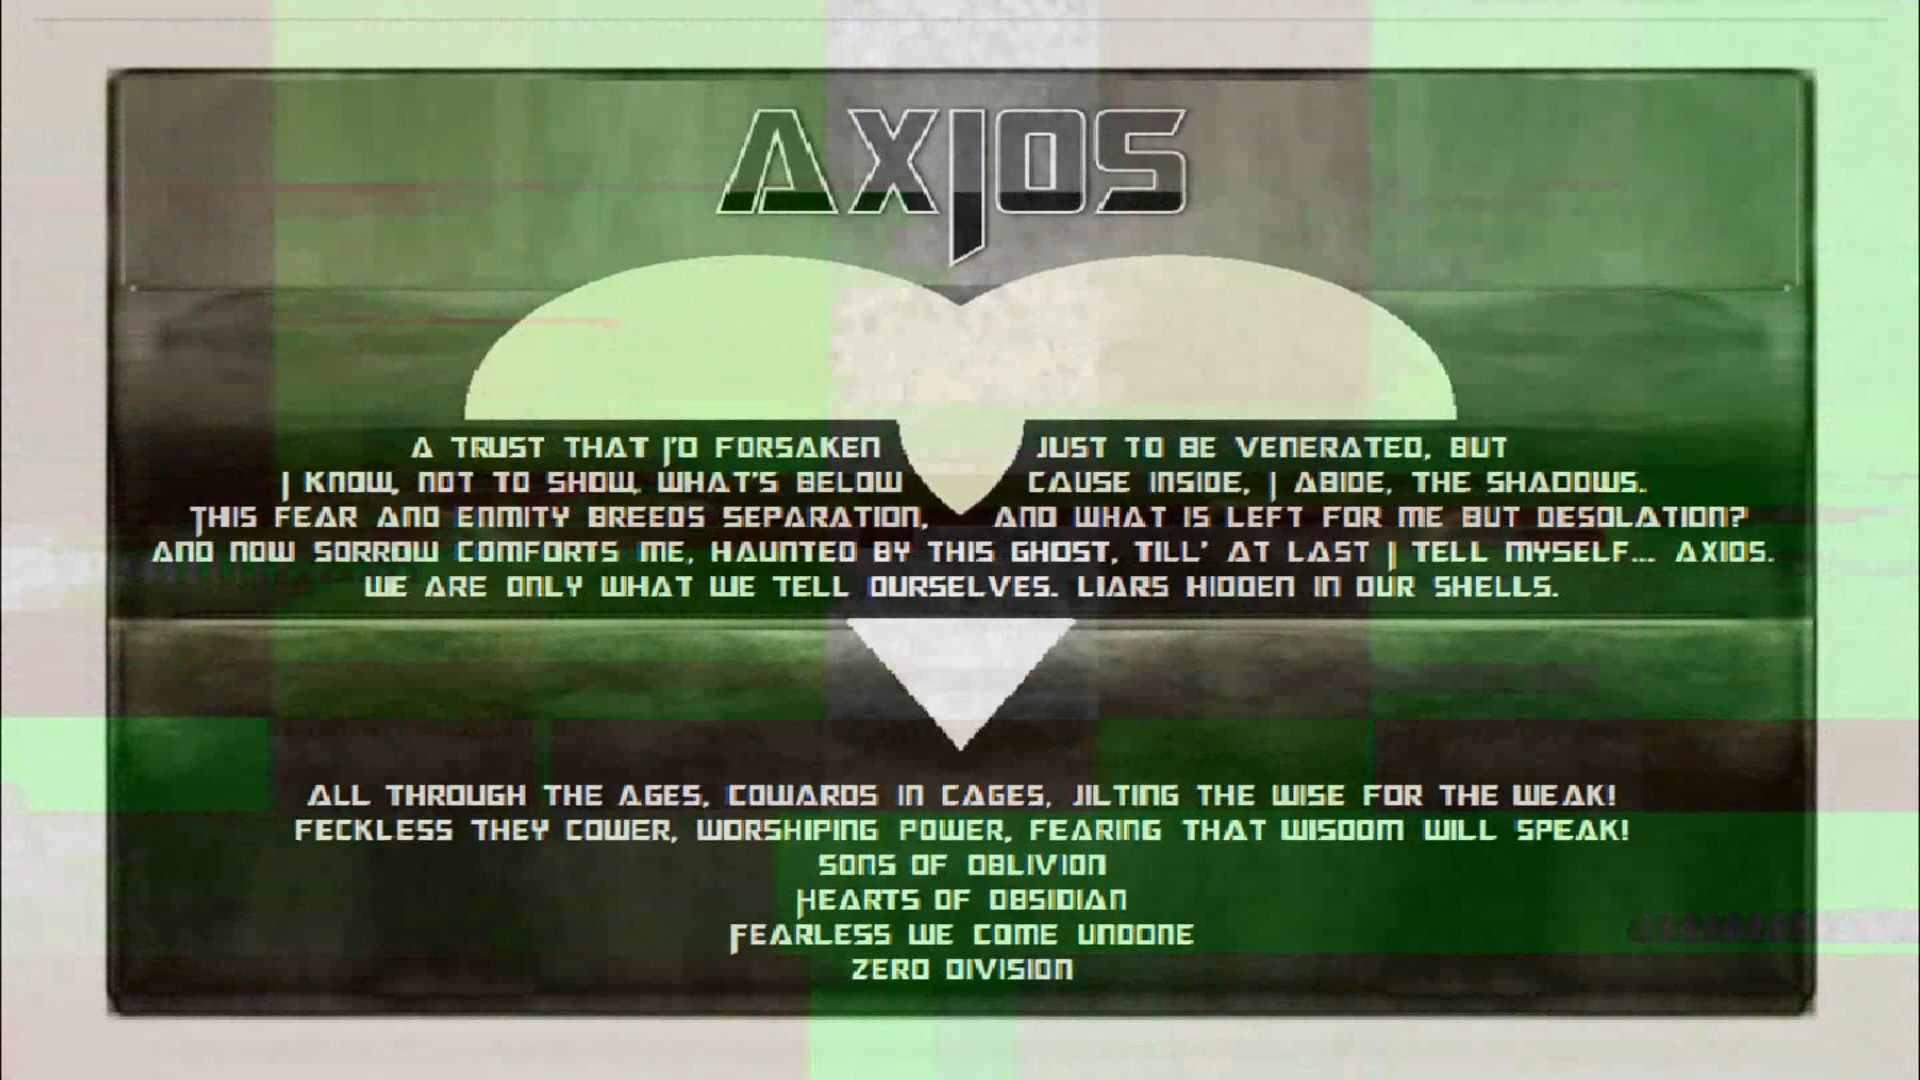 AXIOS
A TRUST THAT I'D FORSAKEN JUST TO BE VENERATED, BUT
I KNOW, NOT TO SHOW, WHAT'S BELOW CAUSE INSIDE, I ABIDE, THE SHADOWS.
THIS FEAR AND ENMITY BREEDS SEPARATION, AND WHAT IS LEFT FOR ME BUT DESOLATION?
AND NOW SORROW COMFORTS ME, HAUNTED BY THIS GHOST, TILL' AT LAST I TELL MYSELF... AXIOS.
WE ARE ONLY WHAT WE TELL OURSELVES. LIARS HIDDEN IN OUR SHELLS.
ALL THROUGH THE AGES, COWARDS IN CAGES, JILTING THE WISE FOR THE WEAK!
FECKLESS THEY COWER, WORSHIPING POWER, FEARING THAT WISDOM WILL SPEAK!
SONS OF OBLIVION
HEARTS OF OBSIDIAN
FEARLESS WE COME UNDONE
ZERO DIVISION